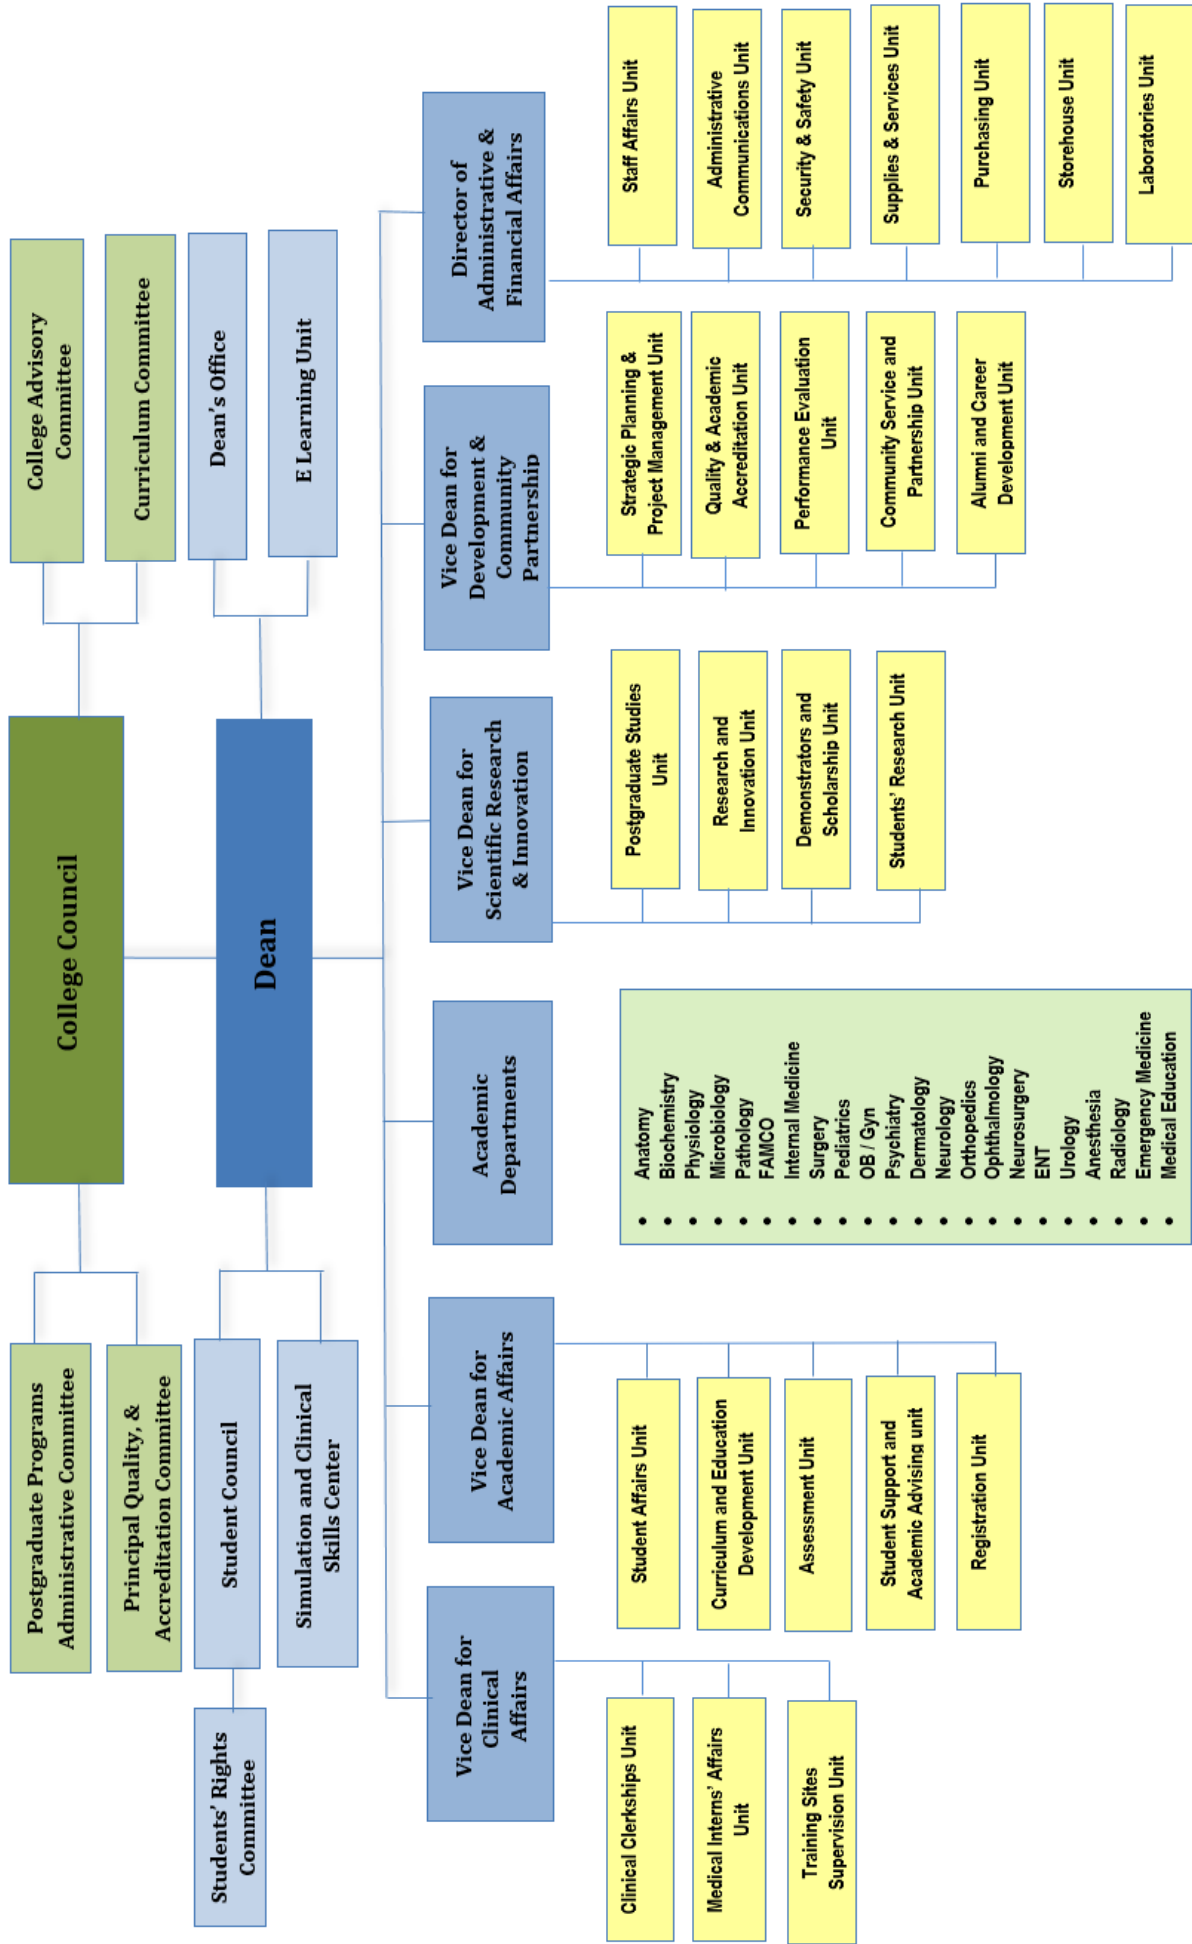 College Council
Postgraduate Programs
Administrative Committee
Principal Quality, &
Accreditation Committee
College Advisory
Committee
Curriculum Committee
Dean
Students' Rights
Committee
Student Council
Simulation and Clinical
Skills Center
Dean's Office
E Learning Unit
Vice Dean for
Clinical
Affairs
Clinical Clerkships Unit
Medical Interns' Affairs
Unit
Training Sites
Supervision Unit
Vice Dean for
Academic Affairs
Student Affairs Unit
Curriculum and Education
Development Unit
Assessment Unit
Student Support and
Academic Advising unit
Registration Unit
Academic
Departments
• Anatomy
• Biochemistry
• Physiology
• Microbiology
• Pathology
• FAMCO
• Internal Medicine
• Surgery
• Pediatrics
• OB / Gyn
• Psychiatry
• Dermatology
• Neurology
• Orthopedics
• Ophthalmology
• Neurosurgery
• ENT
• Urology
• Anesthesia
• Radiology
• Emergency Medicine
• Medical Education
Vice Dean for
Scientific Research
& Innovation
Postgraduate Studies
Unit
Research and
Innovation Unit
Demonstrators and
Scholarship Unit
Students' Research Unit
Vice Dean for
Development &
Community
Partnership
Strategic Planning &
Project Management Unit
Quality & Academic
Accreditation Unit
Performance Evaluation
Unit
Community Service and
Partnership Unit
Alumni and Career
Development Unit
Director of
Administrative &
Financial Affairs
Staff Affairs Unit
Administrative
Communications Unit
Security & Safety Unit
Supplies & Services Unit
Purchasing Unit
Storehouse Unit
Laboratories Unit